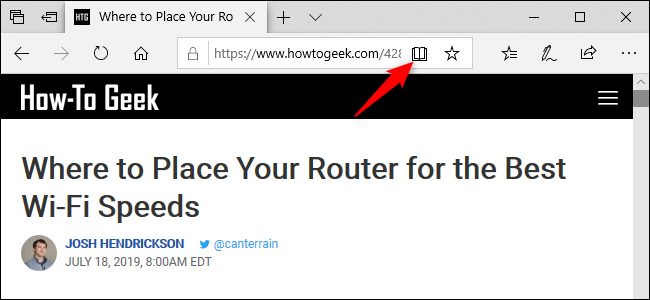 HTG
Where to Place Your Ro
https://www.howtogeek.com/428
How-To Geek
Where to Place Your Router for the Best
Wi-Fi Speeds
JOSH HENDRICKSON @canterrain
JULY 18, 2019, 8:00AM EDT